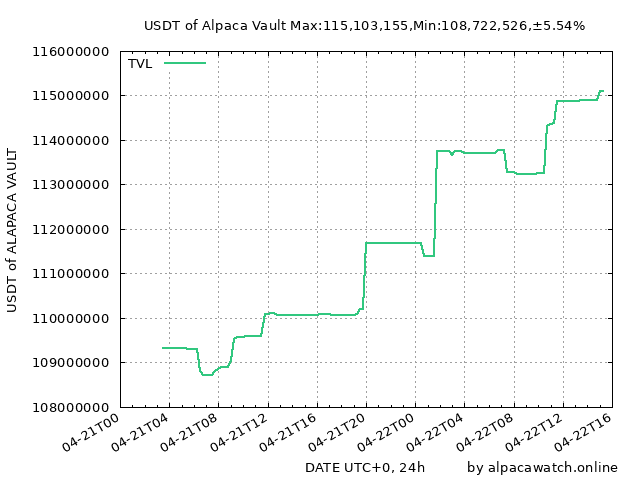 USDT of Alpaca Vault Max:115,103,155,Min:108,722,526,±5.54%
TVL
116000000
115000000
114000000
113000000
112000000
111000000
110000000
109000000
108000000
USDT of ALAPACA VAULT
04-21T00
04-21T04
04-21T08
04-21T12
04-21T16
04-21T20
04-22T00
04-22T04
04-22T08
04-22T12
04-22T16
DATE UTC+0, 24h
by alpacawatch.online